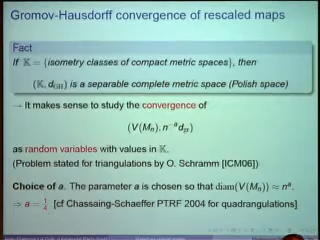 Gromov-Hausdorff convergence of rescaled maps
Fact
If 𝕂 = {isometry classes of compact metric spaces}, then
(𝕂, d_GH) is a separable complete metric space (Polish space)
→ It makes sense to study the convergence of
(V(M_n), n^{-a} d_gr)
as random variables with values in 𝕂.
(Problem stated for triangulations by O. Schramm [ICM06])
Choice of a. The parameter a is chosen so that diam(V(M_n)) ≈ n^a.
⇒ a = 1/4 [cf Chassaing-Schaeffer PTRF 2004 for quadrangulations]